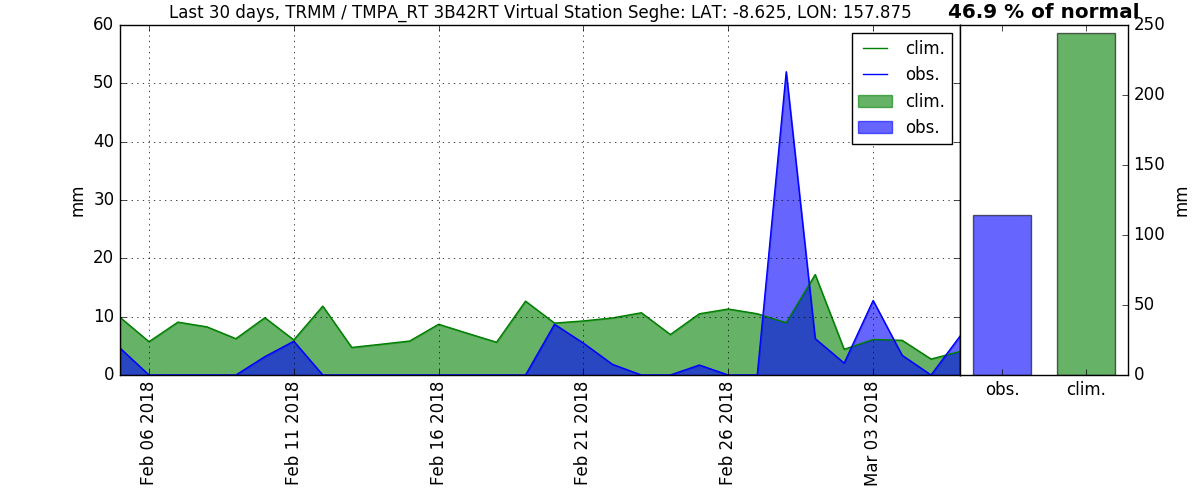 Last 30 days, TRMM / TMPA_RT 3B42RT Virtual Station Seghe: LAT: -8.625, LON: 157.875
46.9 % of normal
60
50
40
30
20
10
0
mm
clim.
obs.
clim.
obs.
Feb 06 2018
Feb 11 2018
Feb 16 2018
Feb 21 2018
Feb 26 2018
Mar 03 2018
250
200
150
100
50
0
mm
obs.
clim.